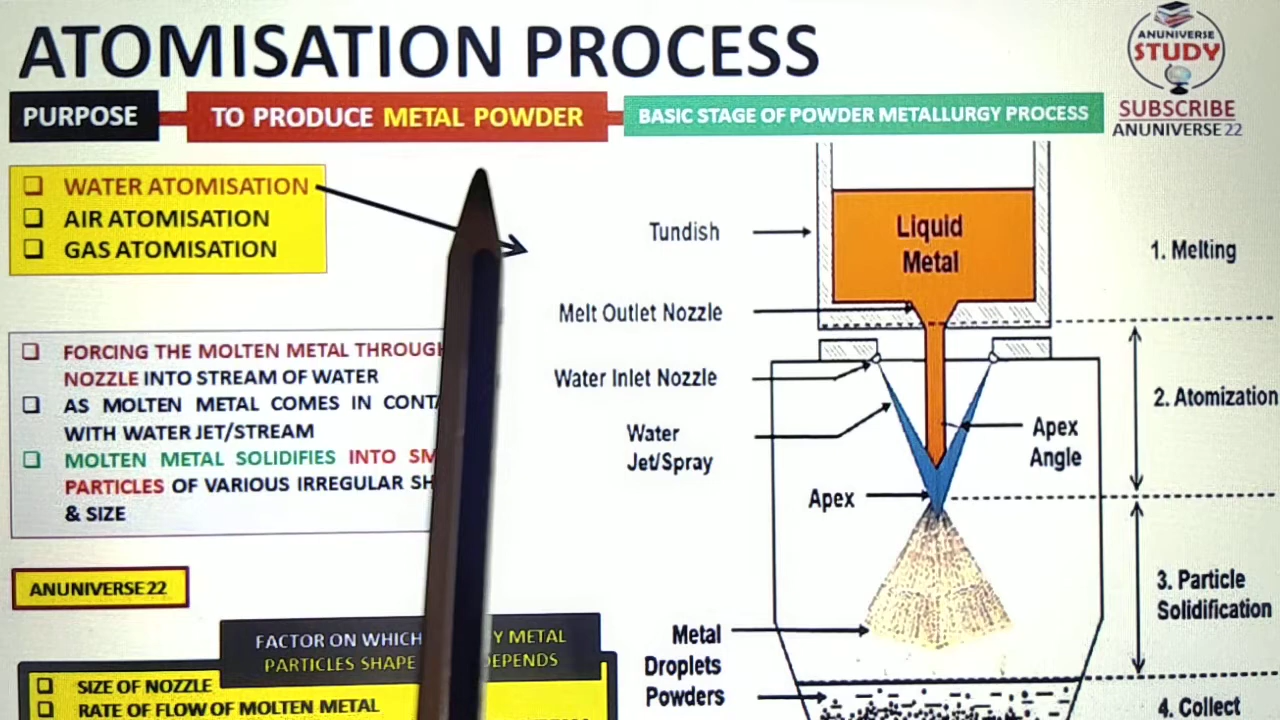 ATOMISATION PROCESS
ANUNIVERSE
STUDY
SUBSCRIBE
ANUNIVERSE 22
PURPOSE
TO PRODUCE METAL POWDER
BASIC STAGE OF POWDER METALLURGY PROCESS
WATER ATOMISATION
AIR ATOMISATION
GAS ATOMISATION
FORCING THE MOLTEN METAL
NOZZLE INTO STREAM OF WATER
AS MOLTEN METAL COMES IN
WITH WATER JET/STREAM
MOLTEN METAL SOLIDIFIES INTO
PARTICLES OF VARIOUS IRREGULAR
& SIZE
ANUNIVERSE 22
FACTOR ON WHICH METAL
PARTICLES SHAPE DEPENDS
SIZE OF NOZZLE
RATE OF FLOW OF MOLTEN METAL
Tundish
Liquid
Metal
1. Melting
Melt Outlet Nozzle
Water Inlet Nozzle
2. Atomization
Water
Jet/Spray
Apex
Angle
Apex
3. Particle
Solidification
Metal
Droplets
Powders
4. Collect